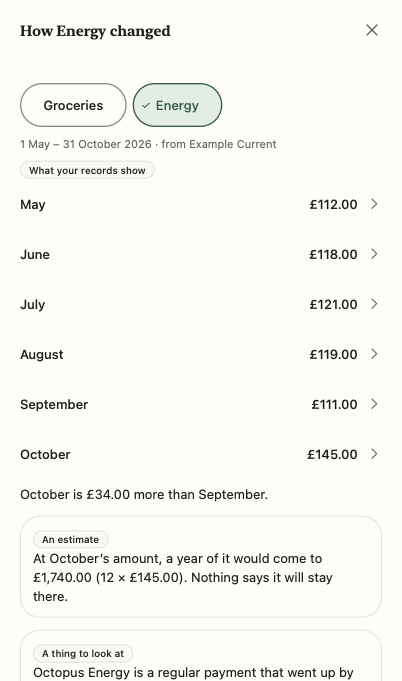 How Energy changed
Groceries
Energy
1 May – 31 October 2026 · from Example Current
What your records show
May £112.00
June £118.00
July £121.00
August £119.00
September £111.00
October £145.00
October is £34.00 more than September.
An estimate
At October’s amount, a year of it would come to
£1,740.00 (12 × £145.00). Nothing says it will stay
there.
A thing to look at
Octopus Energy is a regular payment that went up by